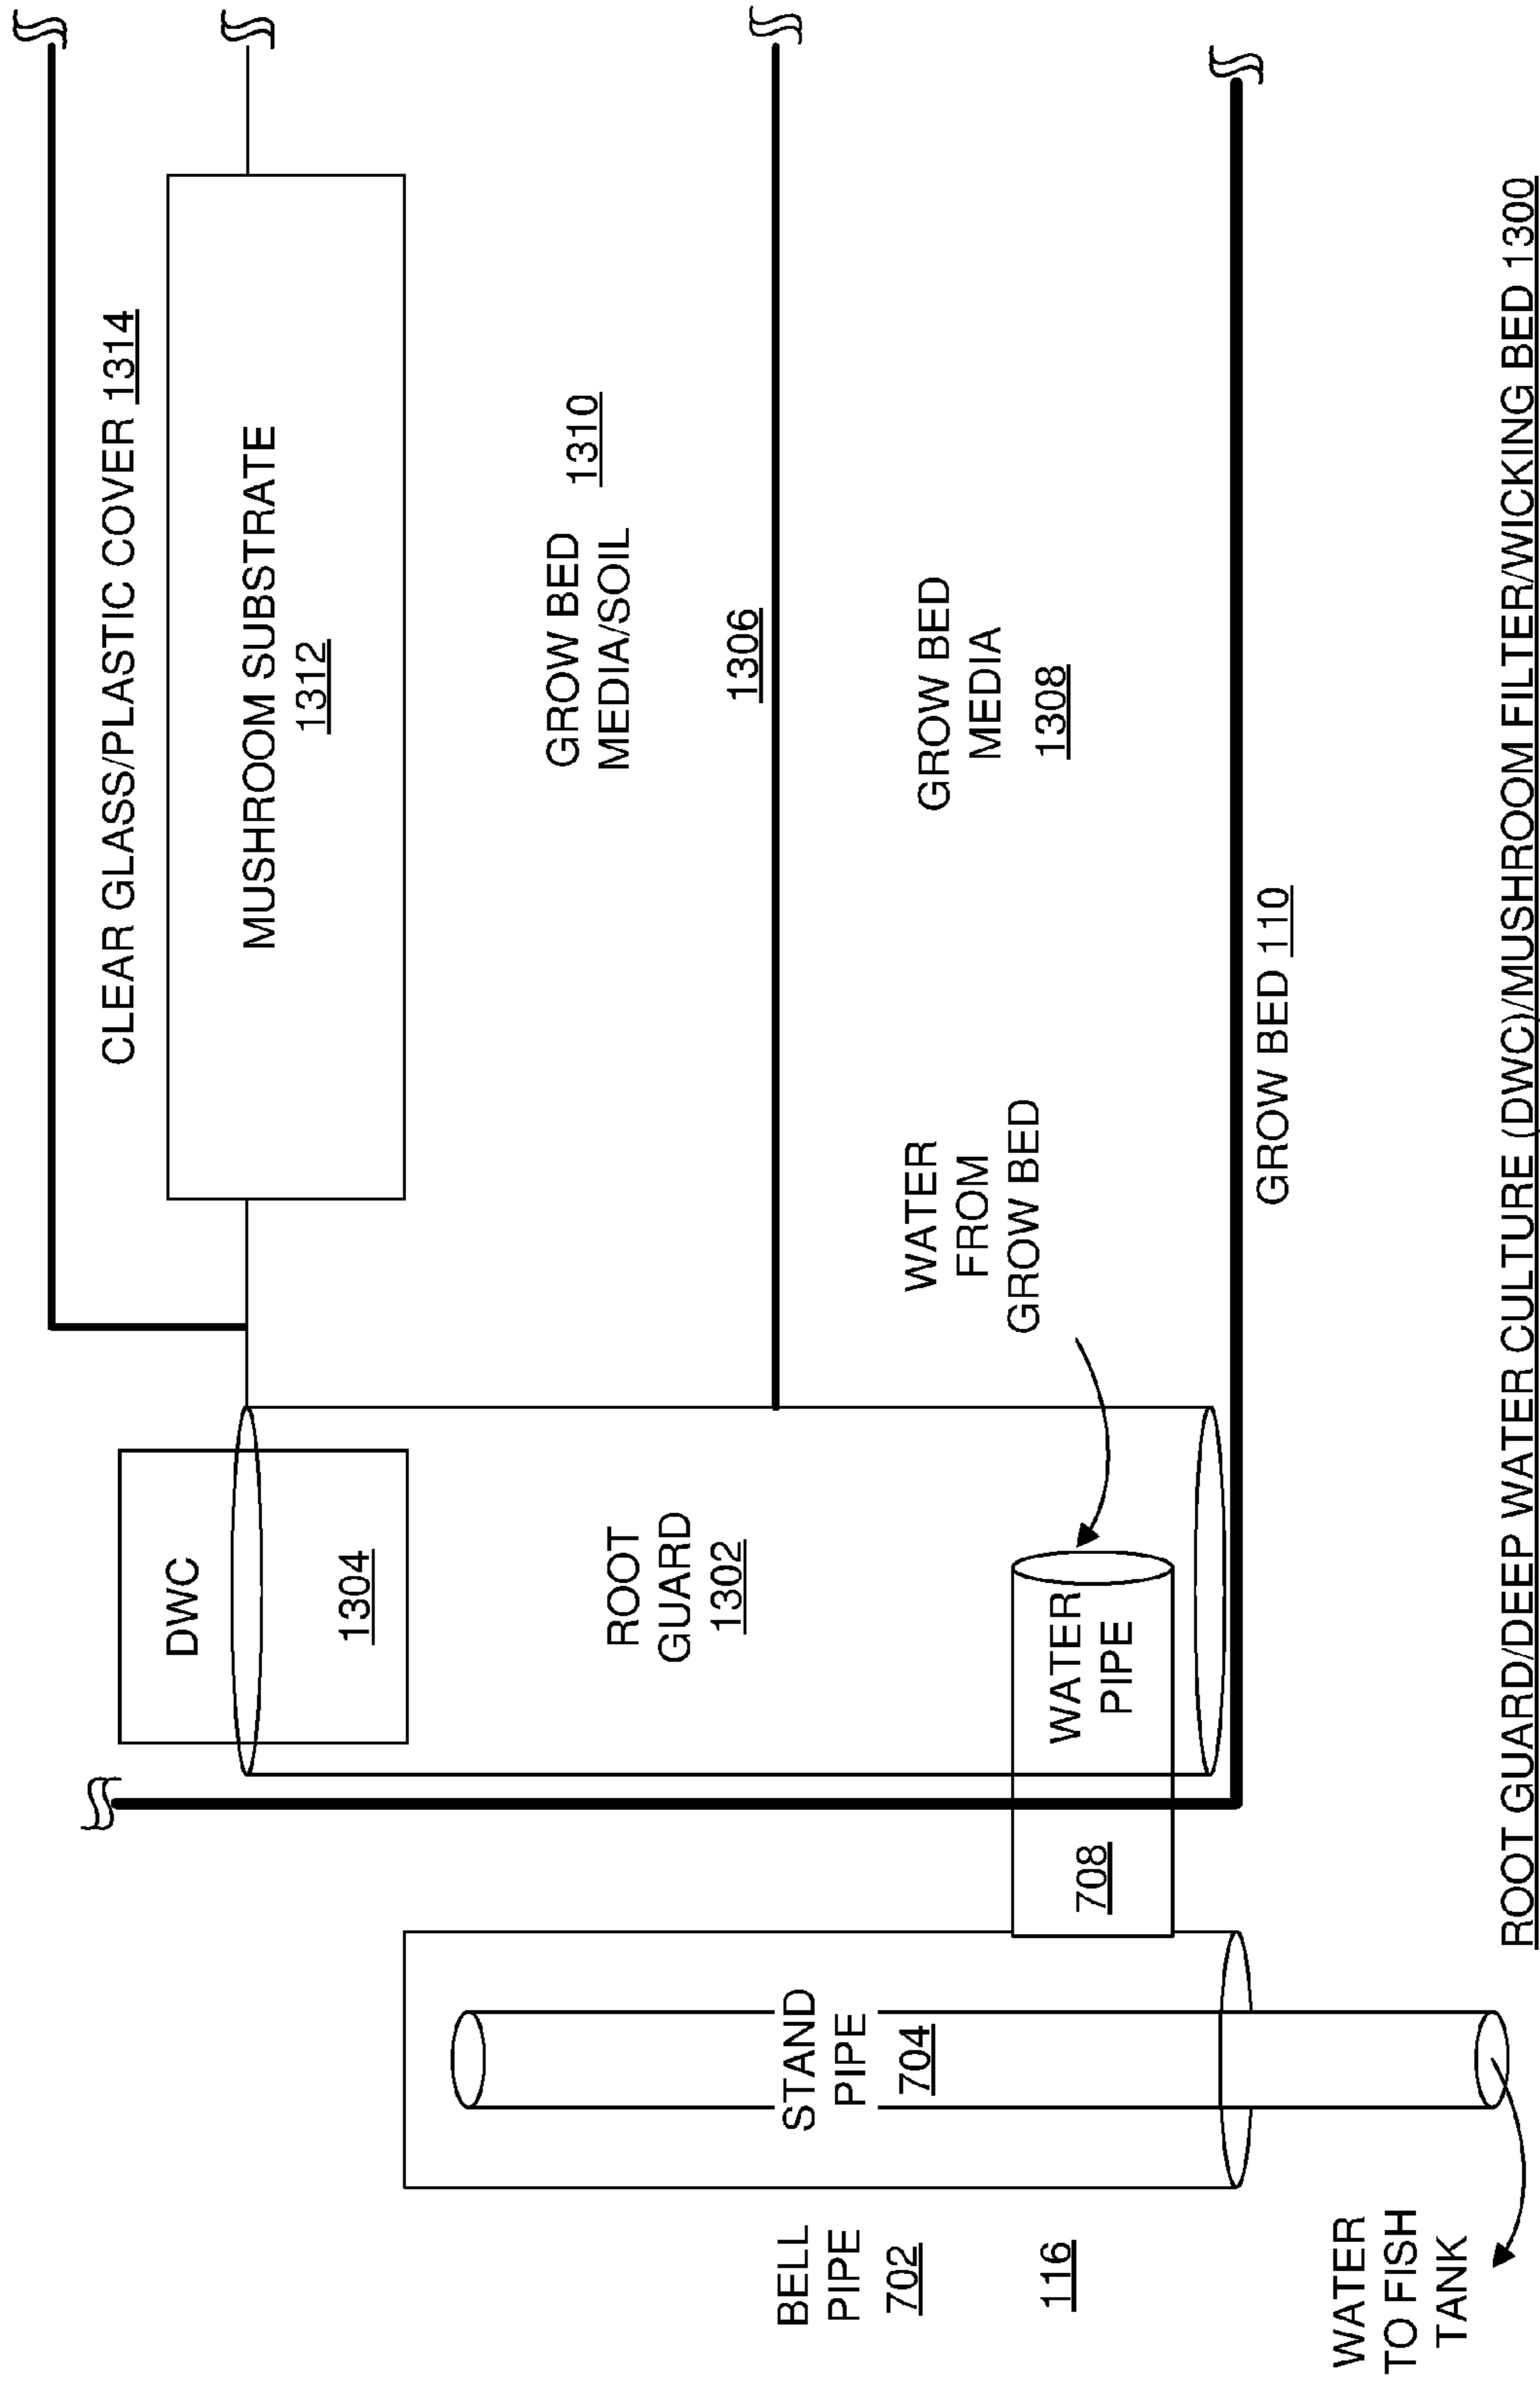 CLEAR GLASS/PLASTIC COVER 1314
DWC
1304
MUSHROOM SUBSTRATE
1312
ROOT
GUARD
1302
GROW BED
MEDIA/SOIL
1310
1306
BELL
PIPE
702
116
STAND
PIPE
704
WATER
FROM
GROW BED
GROW BED
MEDIA
1308
708
WATER
PIPE
GROW BED 110
WATER
TO FISH
TANK
ROOT GUARD/DEEP WATER CULTURE (DWC)/MUSHROOM FILTER/WICKING BED 1300